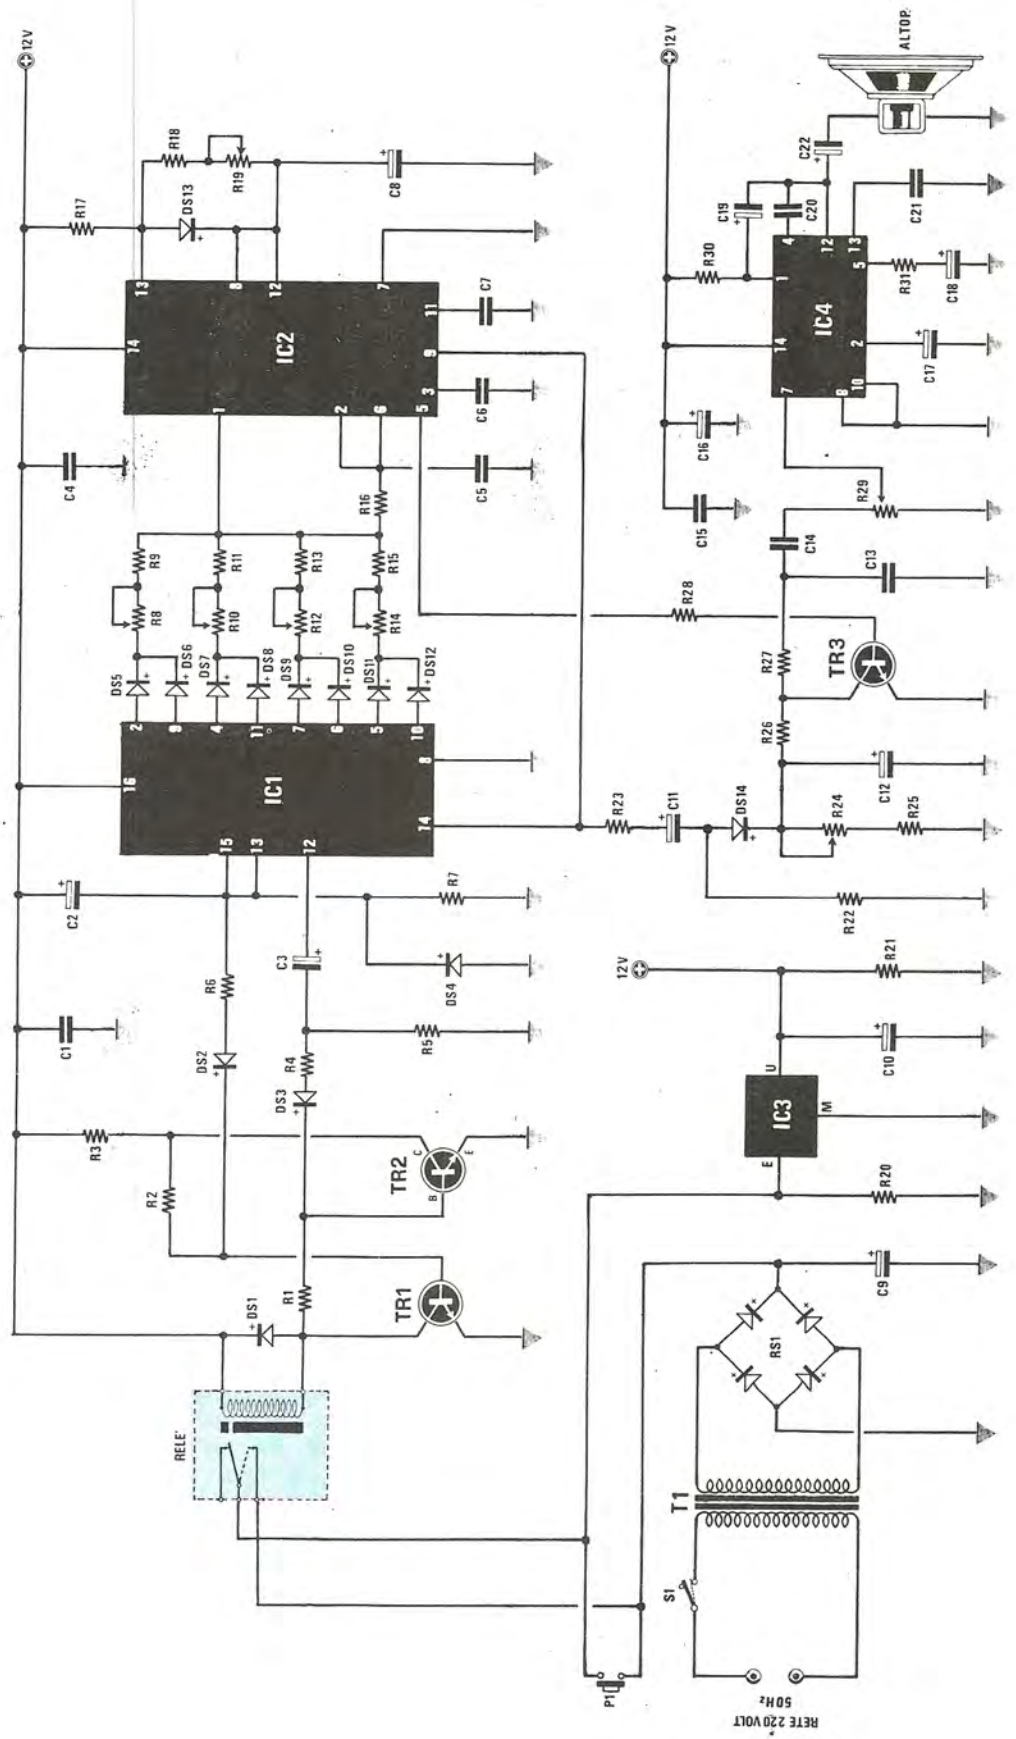 12V
R17
R18
R19
DS13
C8
13
8
12
7
14
IC2
11
C7
9
3
C6
5
1
2
6
C5
C4
R16
R9
R11
R13
R15
R8
R10
R12
R14
DS5
DS6
DS7
DS8
DS9
DS10
DS11
DS12
2
9
4
11
7
6
5
10
16
IC1
8
14
15
13
12
C2
R7
C3
DS4
R6
C1
DS2
R4
R5
DS3
R3
R2
TR2
B
C
E
R1
DS1
TR1
RELE'
12V
ALTOP.
C22
C19
C20
C21
R30
4
12
13
1
5
R31
C18
IC4
14
2
C17
7
8
10
C16
C15
R29
C14
C13
R28
R27
TR3
R26
C12
R23
C11
DS14
R24
R25
R22
12V
R21
C10
U
IC3
M
E
R20
C9
RS1
T1
S1
P1
RETE 220 VOLT
50Hz